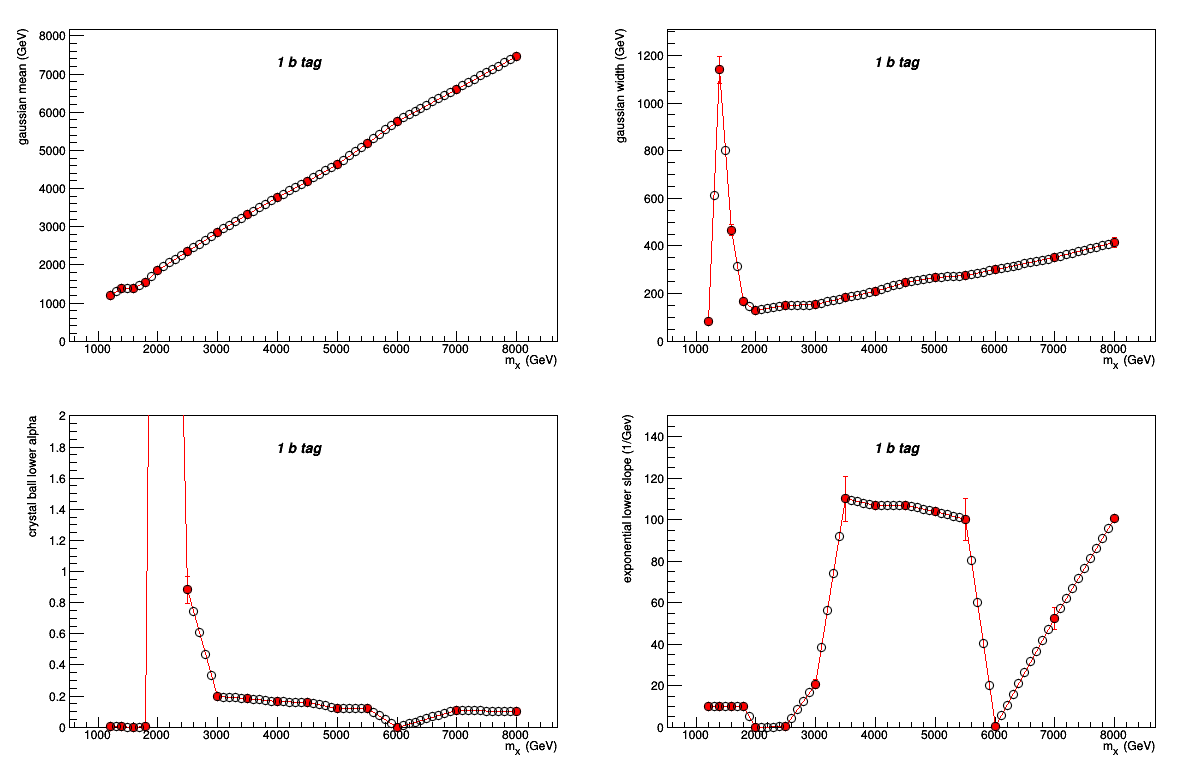 gaussian mean (GeV)
8000
7000
6000
5000
4000
3000
2000
1000
0
1 b tag
1000 2000 3000 4000 5000 6000 7000 8000
mX (GeV)
gaussian width (GeV)
1200
1000
800
600
400
200
0
1 b tag
1000 2000 3000 4000 5000 6000 7000 8000
mX (GeV)
crystal ball lower alpha
2
1.8
1.6
1.4
1.2
1
0.8
0.6
0.4
0.2
0
1 b tag
1000 2000 3000 4000 5000 6000 7000 8000
mX (GeV)
exponential lower slope (1/Gev)
140
120
100
80
60
40
20
0
1 b tag
1000 2000 3000 4000 5000 6000 7000 8000
mX (GeV)